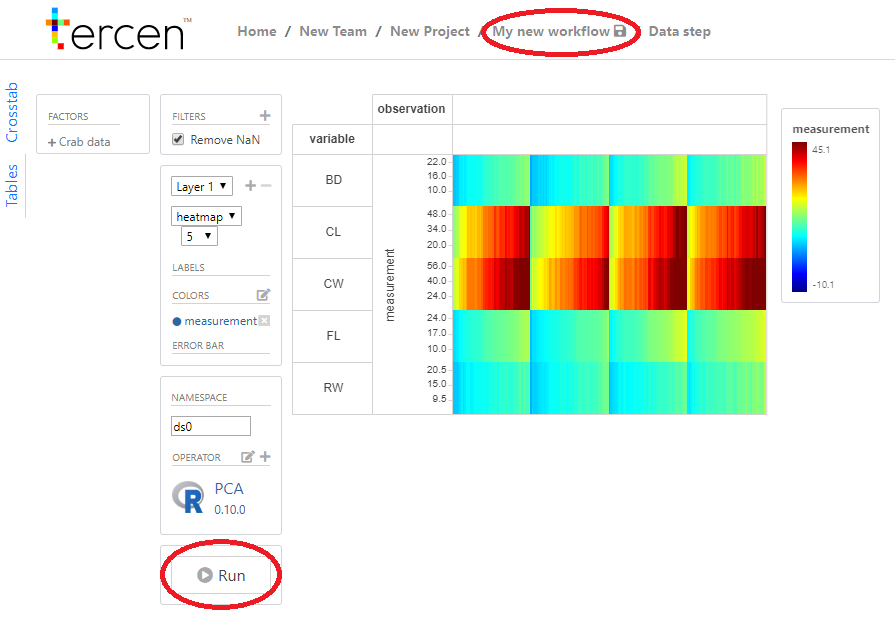 tercen™
Home / New Team / New Project / My new workflow Data step
Crosstab
Tables
FACTORS
+ Crab data
FILTERS +
Remove NaN
Layer 1 ▼ + −
heatmap ▼
5 ▼
LABELS
COLORS
measurement x
ERROR BAR
NAMESPACE
ds0
OPERATOR +
R
PCA
0.10.0
Run
observation
variable
measurement
BD
22.0
16.0
10.0
CL
48.0
34.0
20.0
CW
56.0
40.0
24.0
FL
24.0
17.0
10.0
RW
20.5
15.0
9.5
measurement
45.1
-10.1